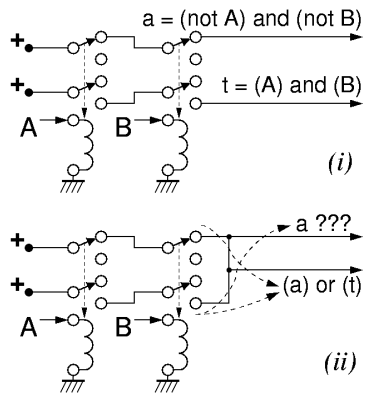 + a = (not A) and (not B)
+ t = (A) and (B)
A B
(i)
+ a ???
+ (a) or (t)
A B
(ii)